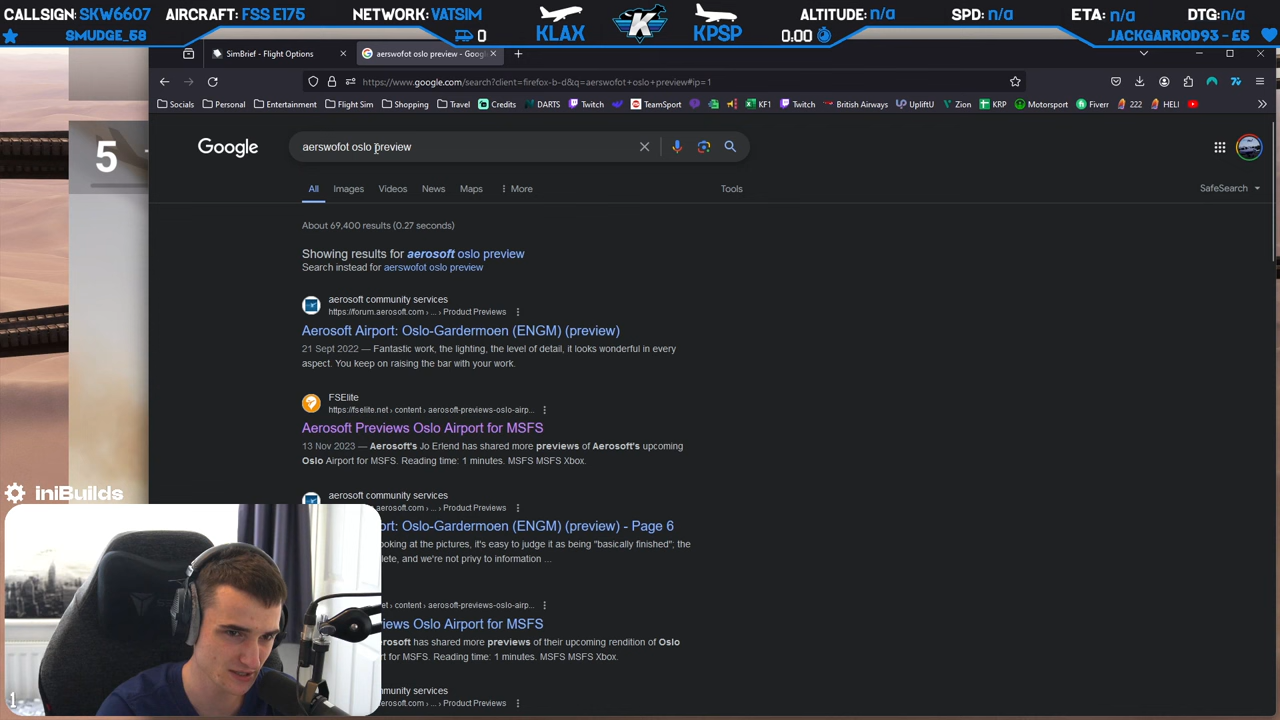 CALLSIGN: SKW6607
AIRCRAFT: FSS E175
NETWORK: VATSIM
KLAX
KPSP
ALTITUDE: n/a
SPD: n/a
ETA: n/a
DTG:n/a
SMUDGE_58
0
0.00
JACKGARROD93 - £5
SimBrief - Flight Options
aerswofot oslo preview - Goog
https://www.google.com/search?client=firefox-b-d&q=aerswofot+oslo+preview#ip=1
Socials
Personal
Entertainment
Flight Sim
Shopping
Travel
Credits
DARTS
Twitch
TeamSport
KF1
Twitch
British Airways
UpliftU
Zion
KRP
Motorsport
Fiverr
222
HELI
5
Google
aerswofot oslo preview
All
Images
Videos
News
Maps
More
Tools
SafeSearch
About 69,400 results (0.27 seconds)
Showing results for aerosoft oslo preview
Search instead for aerswofot oslo preview
aerosoft community services
https://forum.aerosoft.com › ... › Product Previews
Aerosoft Airport: Oslo-Gardermoen (ENGM) (preview)
21 Sept 2022 — Fantastic work, the lighting, the level of detail, it looks wonderful in every
aspect. You keep on raising the bar with your work.
FSElite
https://fselite.net › content › aerosoft-previews-oslo-airp...
Aerosoft Previews Oslo Airport for MSFS
13 Nov 2023 — Aerosoft's Jo Erlend has shared more previews of Aerosoft's upcoming
Oslo Airport for MSFS. Reading time: 1 minutes. MSFS MSFS Xbox.
iniBuilds
aerosoft community services
.com › ... › Product Previews
ort: Oslo-Gardermoen (ENGM) (preview) - Page 6
ooking at the pictures, it's easy to judge it as being "basically finished"; the
plete, and we're not privy to information ...
et › content › aerosoft-previews-oslo-airp...
iews Oslo Airport for MSFS
rosoft has shared more previews of their upcoming rendition of Oslo
t for MSFS. Reading time: 1 minutes. MSFS MSFS Xbox.
mmunity services
.com › ... › Product Previews
1